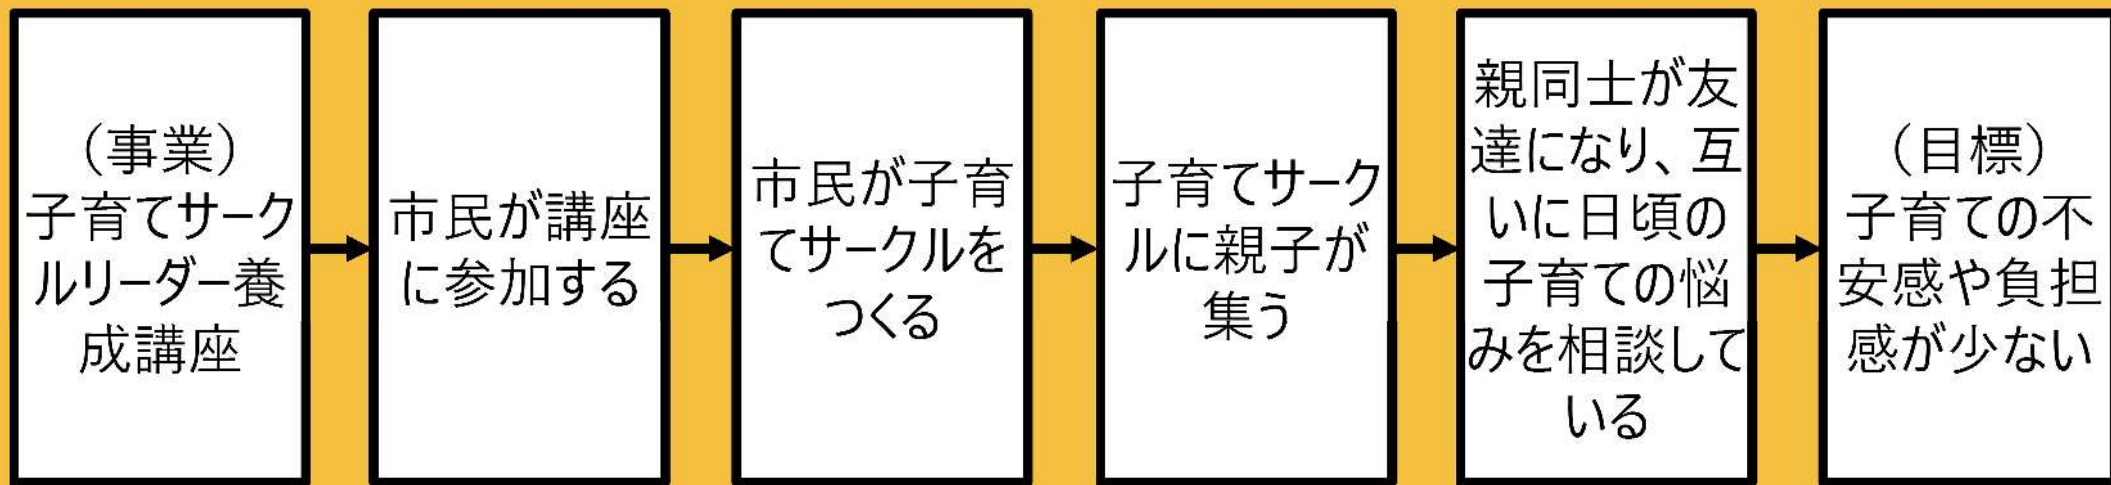 （事業）
子育てサーク
ルリーダー養
成講座
市民が講座
に参加する
市民が子育
てサークルを
つくる
子育てサーク
ルに親子が
集う
親同士が友
達になり、互
いに日頃の
子育ての悩
みを相談して
いる
（目標）
子育ての不
安感や負担
感が少ない